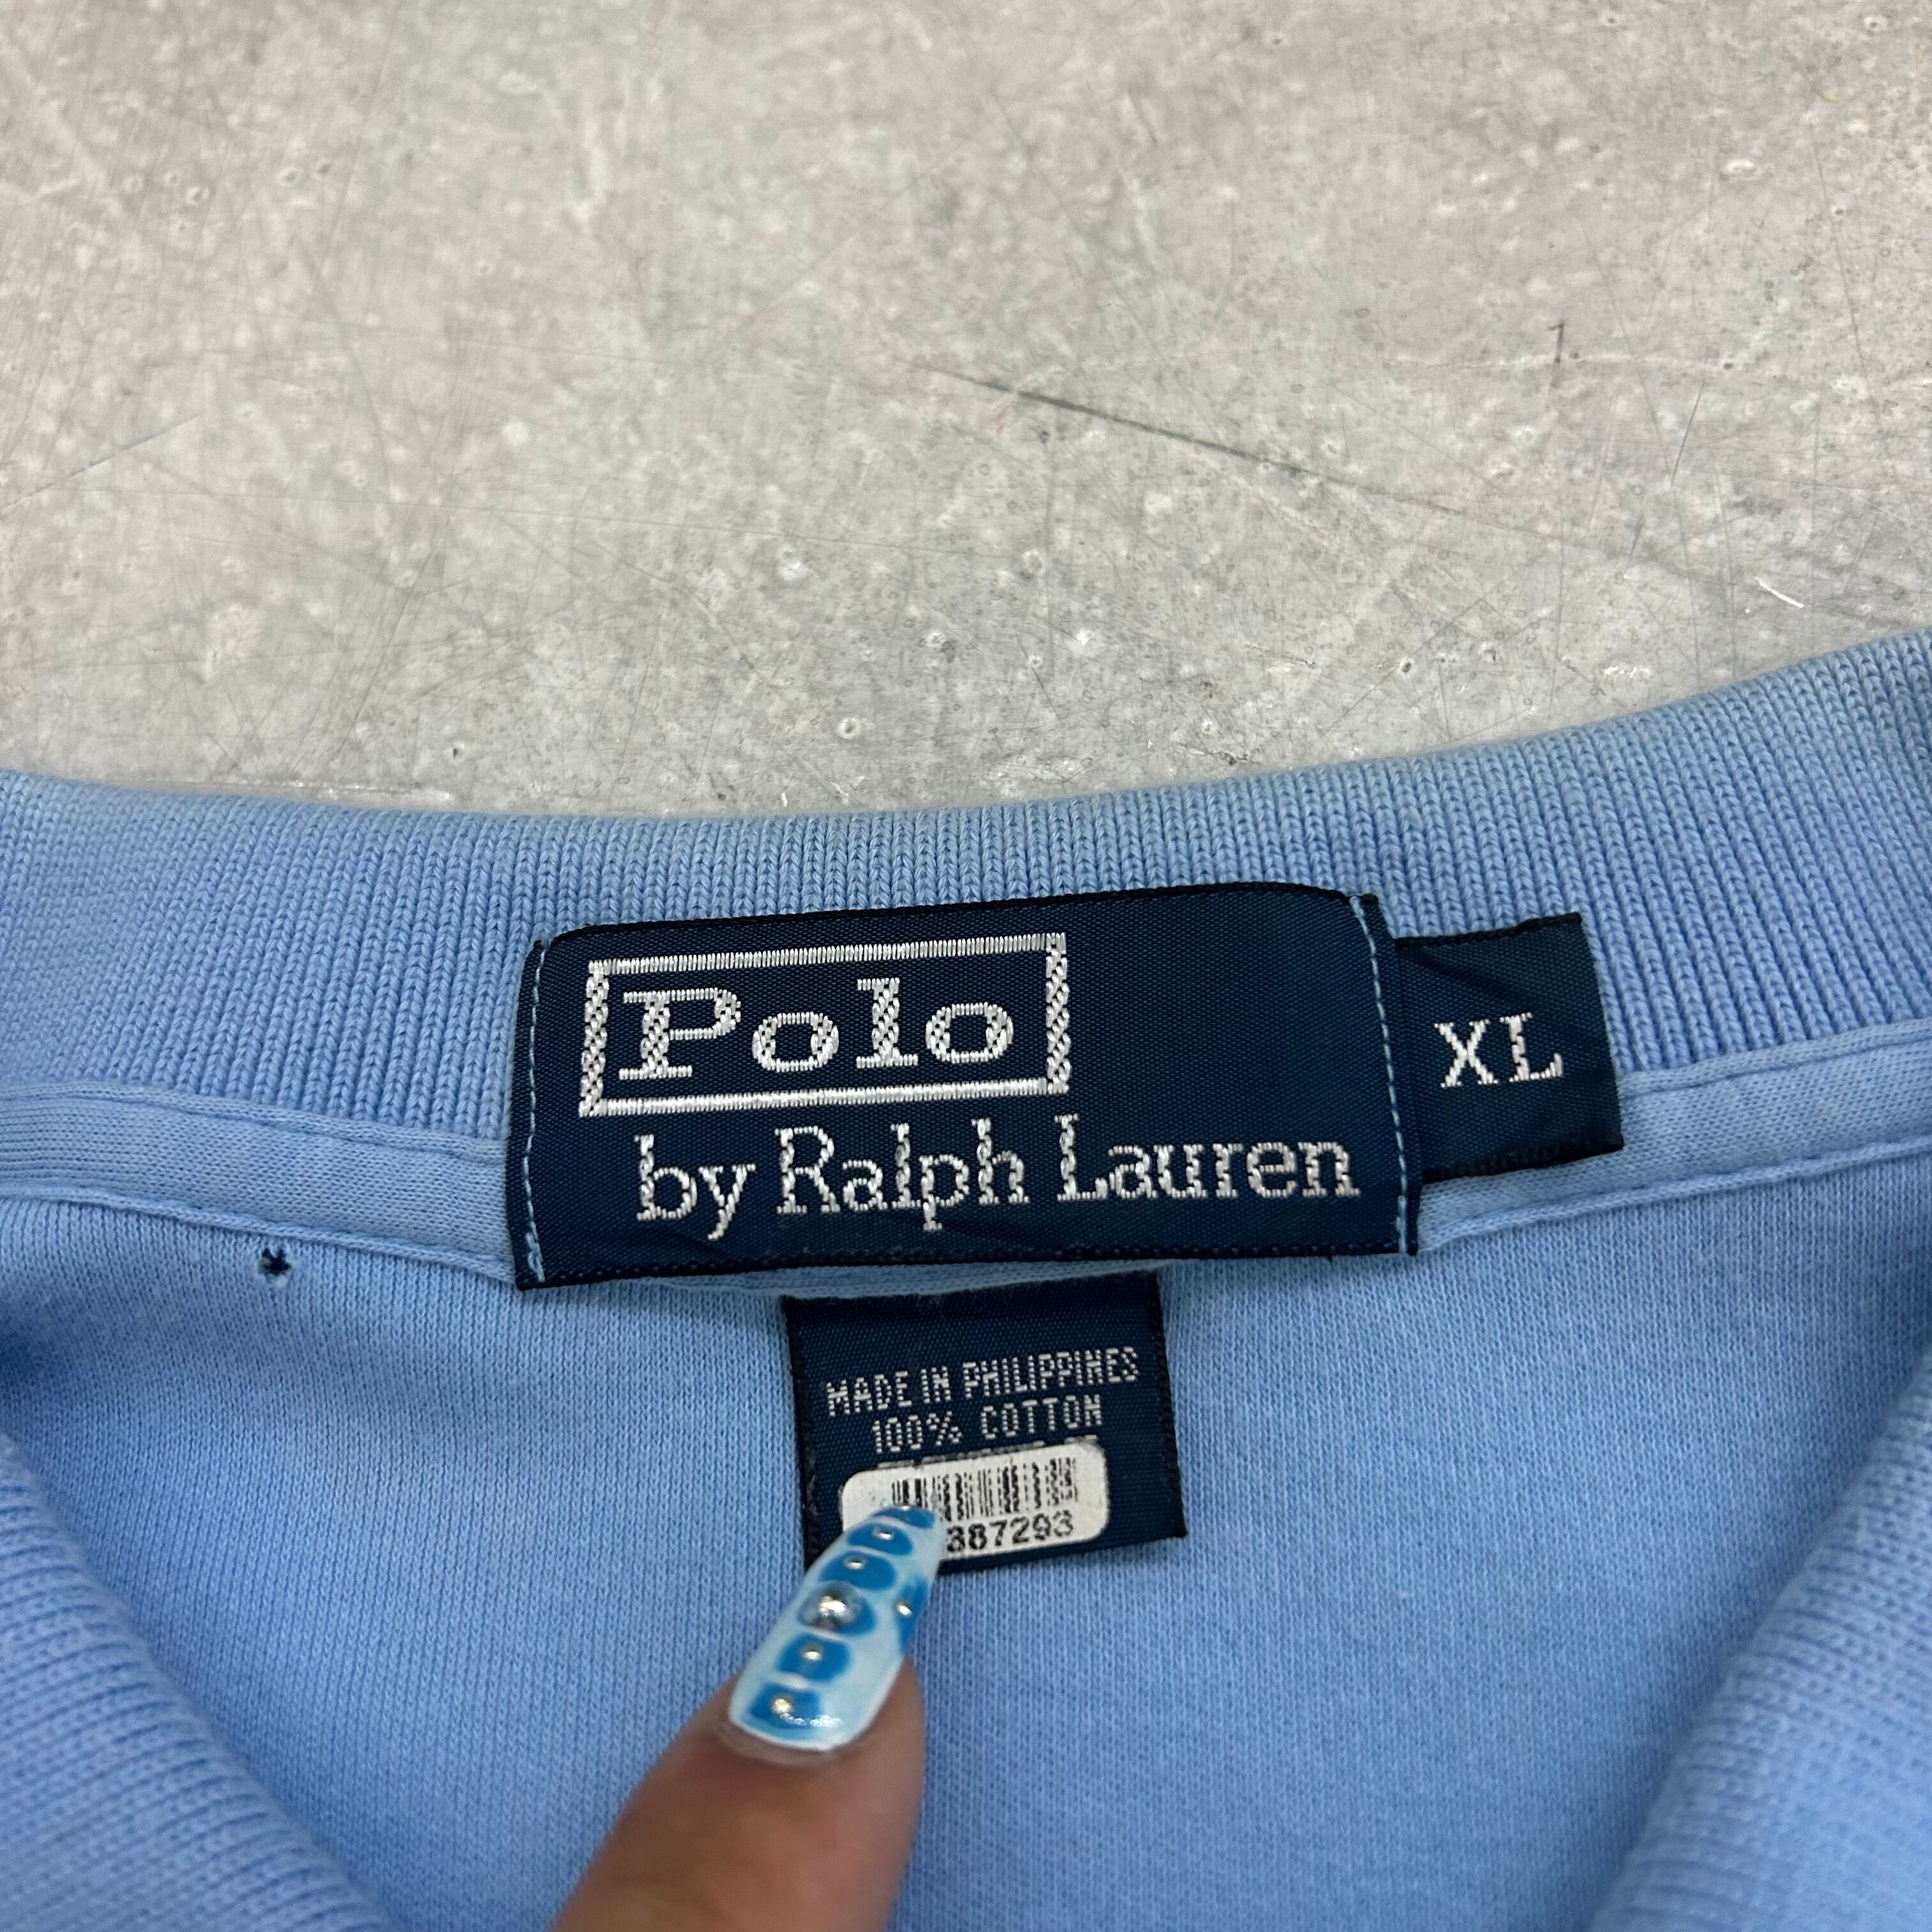 Polo
by Ralph Lauren
XL
MADE IN PHILIPPINES
100% COTTON
387293